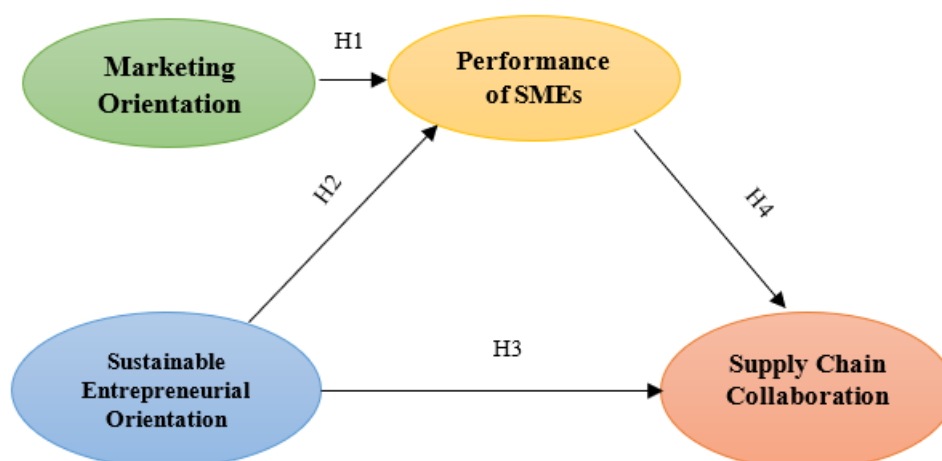 H1
Marketing
Orientation
Performance
of SMEs
H2
H4
H3
Sustainable
Entrepreneurial
Orientation
Supply Chain
Collaboration